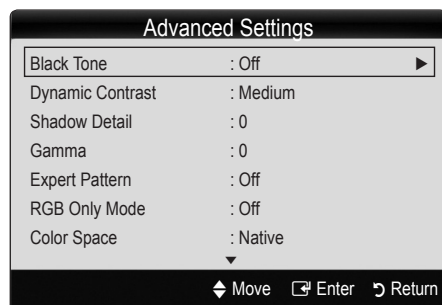 Advanced Settings
Black Tone : Off ►
Dynamic Contrast : Medium
Shadow Detail : 0
Gamma : 0
Expert Pattern : Off
RGB Only Mode : Off
Color Space : Native
▼
Move Enter Return